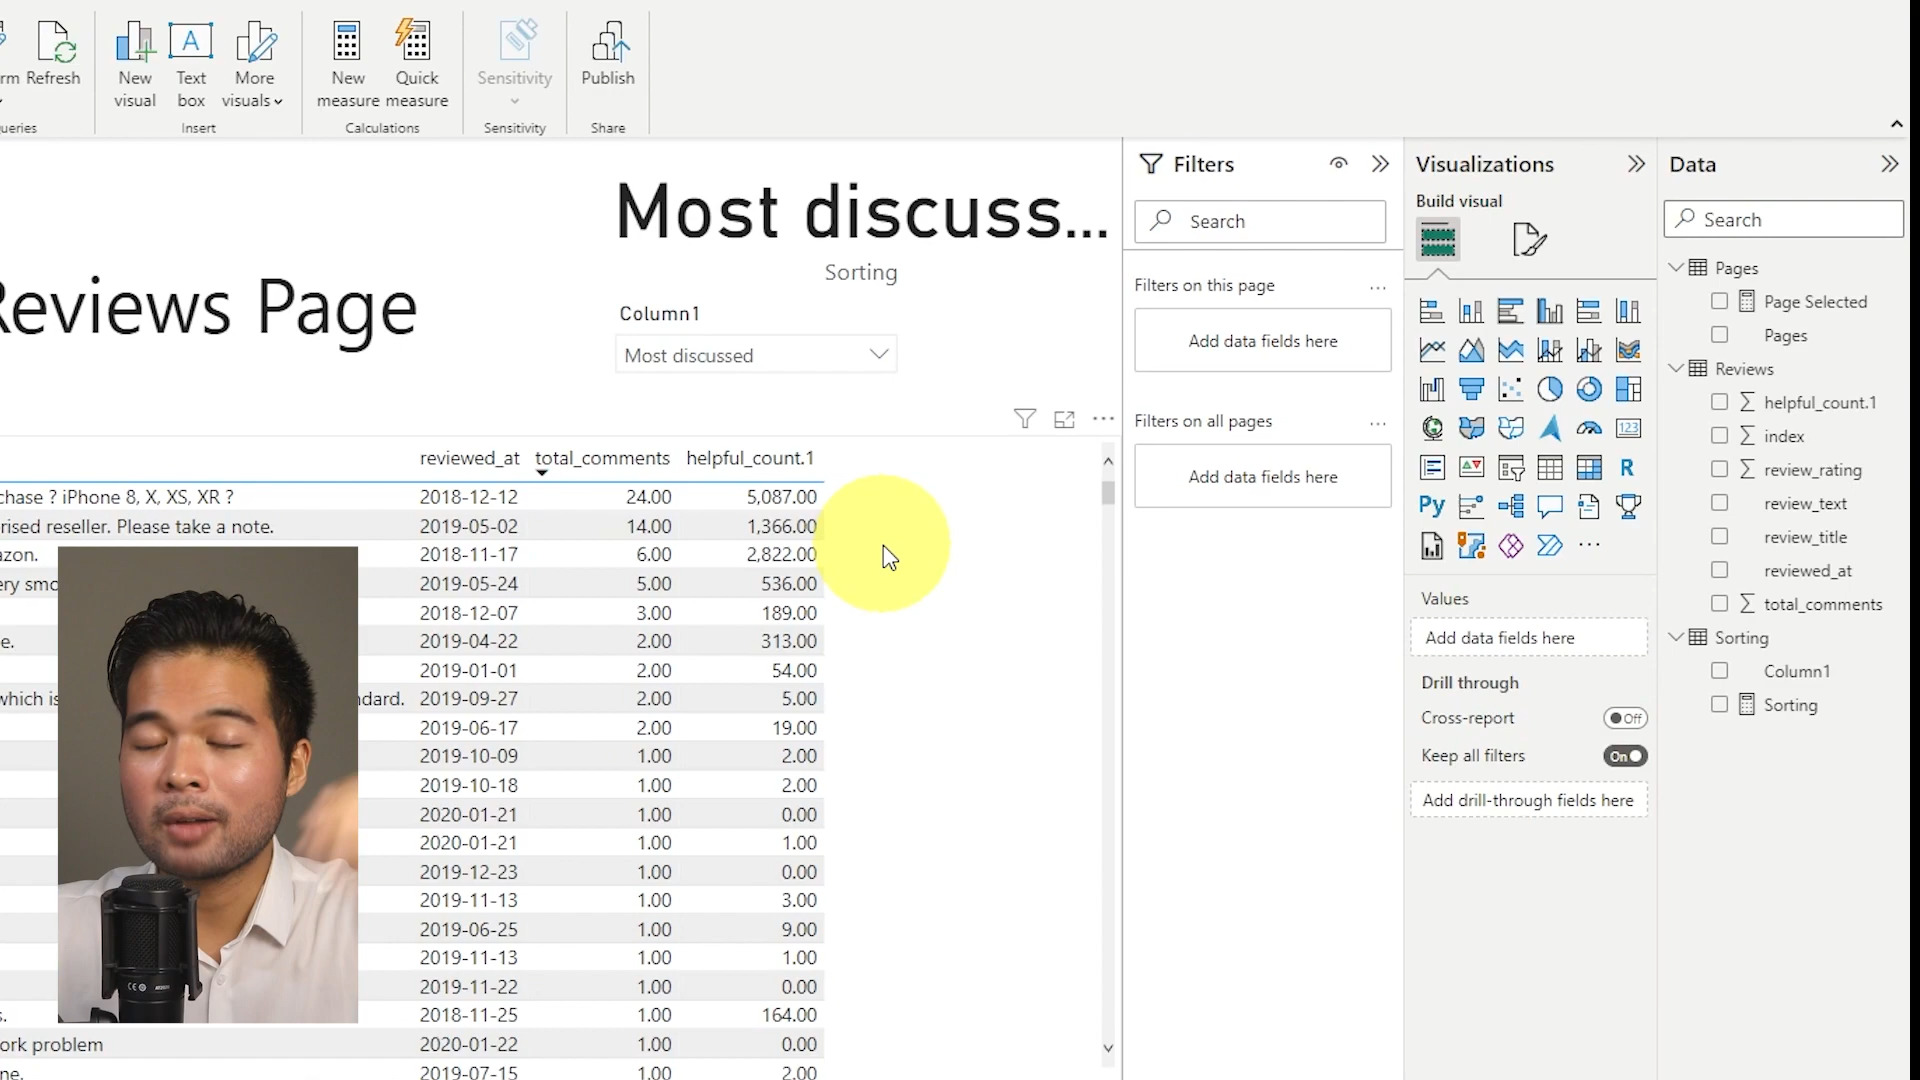 rm Refresh
New visual
Text box
More visuals
New measure
Quick measure
Sensitivity
Publish
ueries
Insert
Calculations
Sensitivity
Share
Most discuss...
Sorting
Reviews Page
Column1
Most discussed
reviewed_at total_comments helpful_count.1
chase ? iPhone 8, X, XS, XR ? 2018-12-12 24.00 5,087.00
rised reseller. Please take a note. 2019-05-02 14.00 1,366.00
azon. 2018-11-17 6.00 2,822.00
ery smo 2019-05-24 5.00 536.00
2018-12-07 3.00 189.00
e. 2019-04-22 2.00 313.00
2019-01-01 2.00 54.00
which is ndard. 2019-09-27 2.00 5.00
2019-06-17 2.00 19.00
2019-10-09 1.00 2.00
2019-10-18 1.00 2.00
2020-01-21 1.00 0.00
2020-01-21 1.00 1.00
2019-12-23 1.00 0.00
2019-11-13 1.00 3.00
2019-06-25 1.00 9.00
2019-11-13 1.00 1.00
2019-11-22 1.00 0.00
s. 2018-11-25 1.00 164.00
ork problem 2020-01-22 1.00 0.00
ne. 2019-07-15 1.00 2.00
Filters
Search
Filters on this page ...
Add data fields here
Filters on all pages ...
Add data fields here
Visualizations
Build visual
123
R
Py
...
Values
Add data fields here
Drill through
Cross-report Off
Keep all filters On
Add drill-through fields here
Data
Search
Pages
Page Selected
Pages
Reviews
helpful_count.1
index
review_rating
review_text
review_title
reviewed_at
total_comments
Sorting
Column1
Sorting